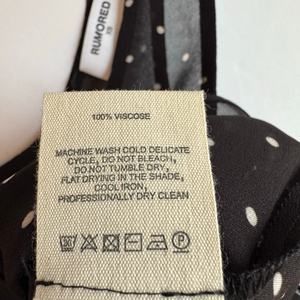 RUMORED
XS
100% VISCOSE
MACHINE WASH COLD DELICATE
CYCLE, DO NOT BLEACH,
DO NOT TUMBLE DRY,
FLAT DRYING IN THE SHADE,
COOL IRON,
PROFESSIONALLY DRY CLEAN